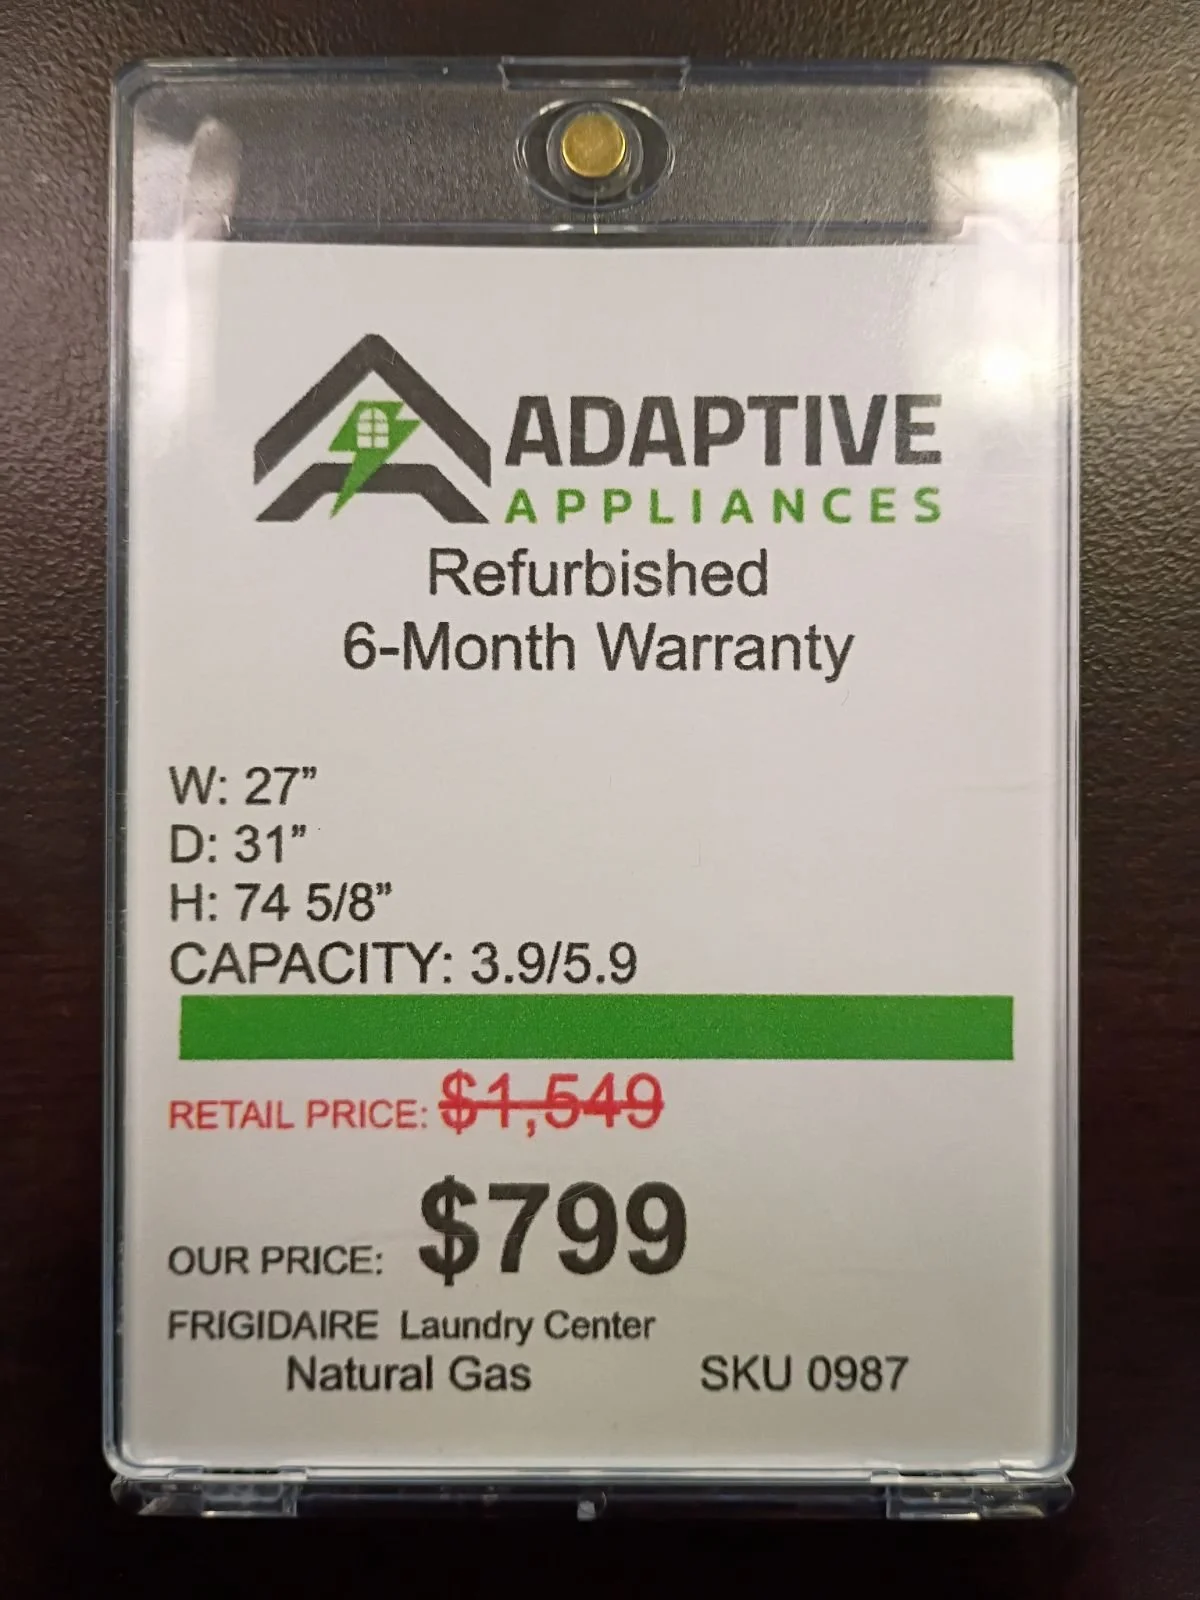 ADAPTIVE
APPLIANCES
Refurbished
6-Month Warranty
W: 27”
D: 31”
H: 74 5/8”
CAPACITY: 3.9/5.9
RETAIL PRICE: $1,549
OUR PRICE: $799
FRIGIDAIRE Laundry Center
Natural Gas SKU 0987